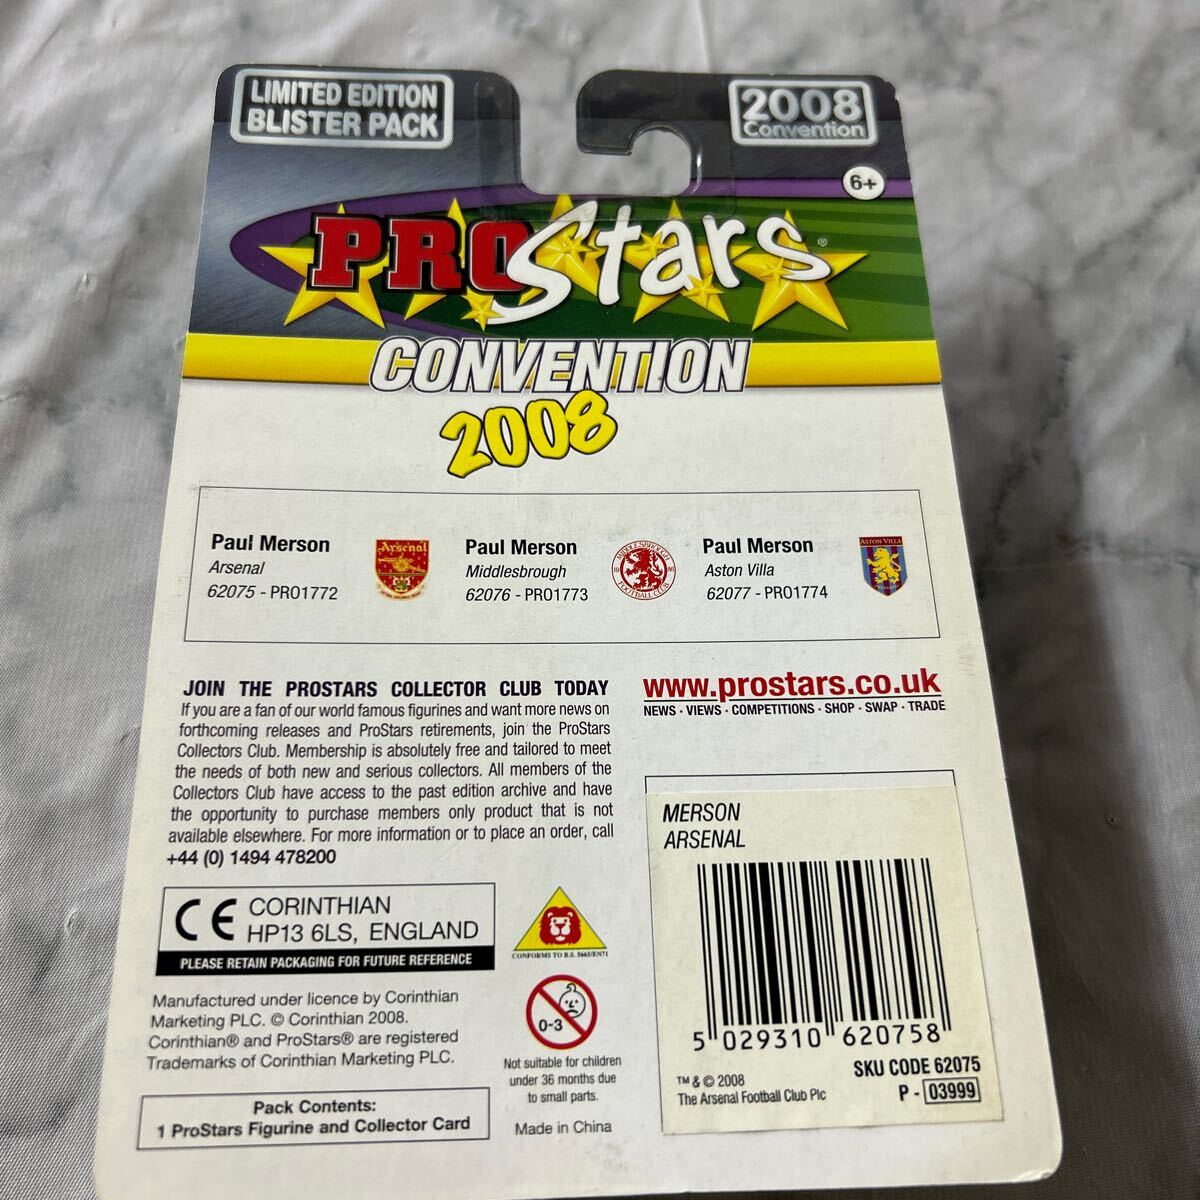 LIMITED EDITION
BLISTER PACK
2008
Convention
6+
PROStars®
CONVENTION
2008
Paul Merson
Arsenal
62075 - PRO1772
Arsenal
Paul Merson
Middlesbrough
62076 - PRO1773
MIDDLESBROUGH
FOOTBALL CLUB
Paul Merson
Aston Villa
62077 - PRO1774
ASTON VILLA
JOIN THE PROSTARS COLLECTOR CLUB TODAY
If you are a fan of our world famous figurines and want more news on
forthcoming releases and ProStars retirements, join the ProStars
Collectors Club. Membership is absolutely free and tailored to meet
the needs of both new and serious collectors. All members of the
Collectors Club have access to the past edition archive and have
the opportunity to purchase members only product that is not
available elsewhere. For more information or to place an order, call
+44 (0) 1494 478200
www.prostars.co.uk
NEWS · VIEWS · COMPETITIONS · SHOP · SWAP · TRADE
MERSON
ARSENAL
5 029310 620758
SKU CODE 62075
P - 03999
™ & © 2008
The Arsenal Football Club Plc
CE CORINTHIAN
HP13 6LS, ENGLAND
PLEASE RETAIN PACKAGING FOR FUTURE REFERENCE
CONFORMS TO B.S. 5665/EN71
Manufactured under licence by Corinthian
Marketing PLC. © Corinthian 2008.
Corinthian® and ProStars® are registered
Trademarks of Corinthian Marketing PLC.
0-3
Not suitable for children
under 36 months due
to small parts.
Made in China
Pack Contents:
1 ProStars Figurine and Collector Card